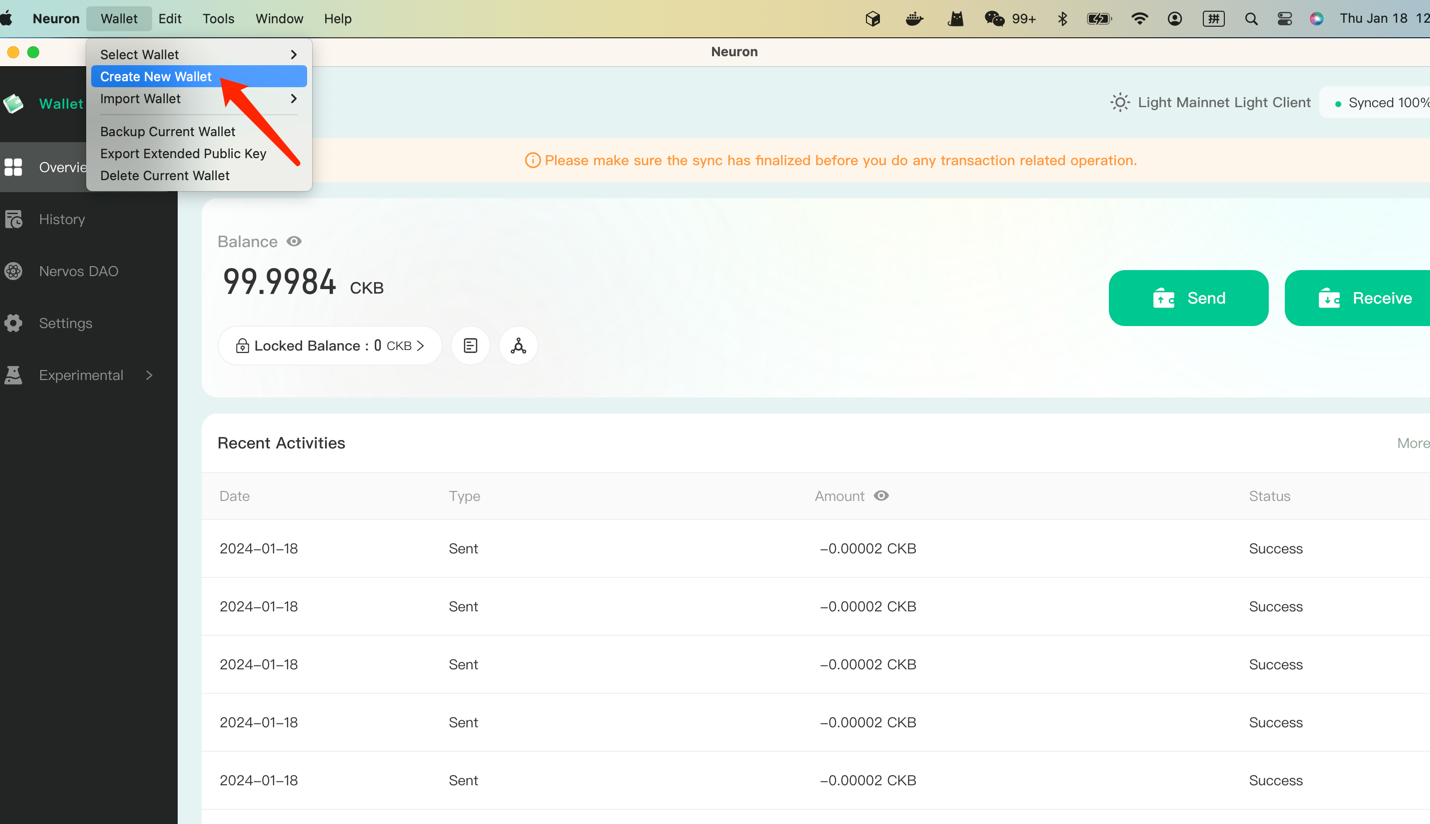 Neuron Wallet Edit Tools Window Help 99+ 拼 Thu Jan 18 12
Neuron
Select Wallet
Create New Wallet
Import Wallet
Backup Current Wallet
Export Extended Public Key
Delete Current Wallet
Wallet
Overvie
History
Nervos DAO
Settings
Experimental
Light Mainnet Light Client Synced 100%
Please make sure the sync has finalized before you do any transaction related operation.
Balance
99.9984 CKB
Locked Balance : 0 CKB
Send
Receive
Recent Activities More
Date Type Amount Status
2024-01-18 Sent -0.00002 CKB Success
2024-01-18 Sent -0.00002 CKB Success
2024-01-18 Sent -0.00002 CKB Success
2024-01-18 Sent -0.00002 CKB Success
2024-01-18 Sent -0.00002 CKB Success